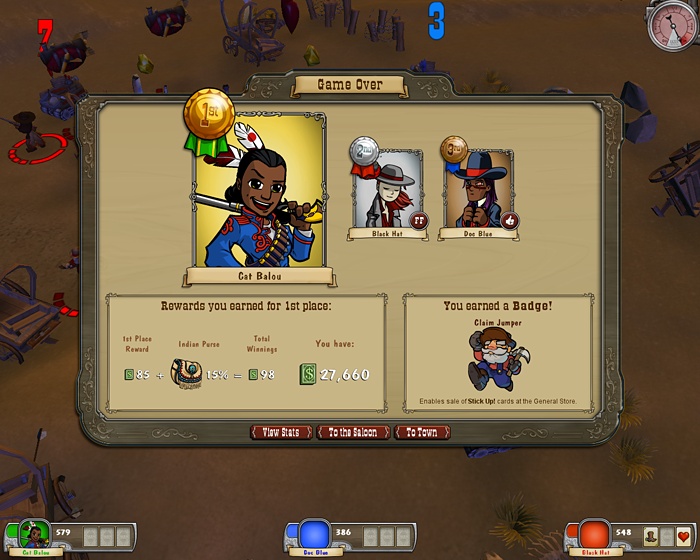 7
3
Game Over
1st
2nd
3rd
Black Hat
FF
Doc Blue
Cat Balou
Rewards you earned for 1st place:
1st Place
Reward
Indian Purse
Total
Winnings
You have:
$ 85 + 15% = $ 98
$ 27,660
You earned a Badge!
Claim Jumper
Enables sale of Stick Up! cards at the General Store.
View Stats
To the Saloon
To Town
579
Cat Balou
386
Doc Blue
548
Black Hat